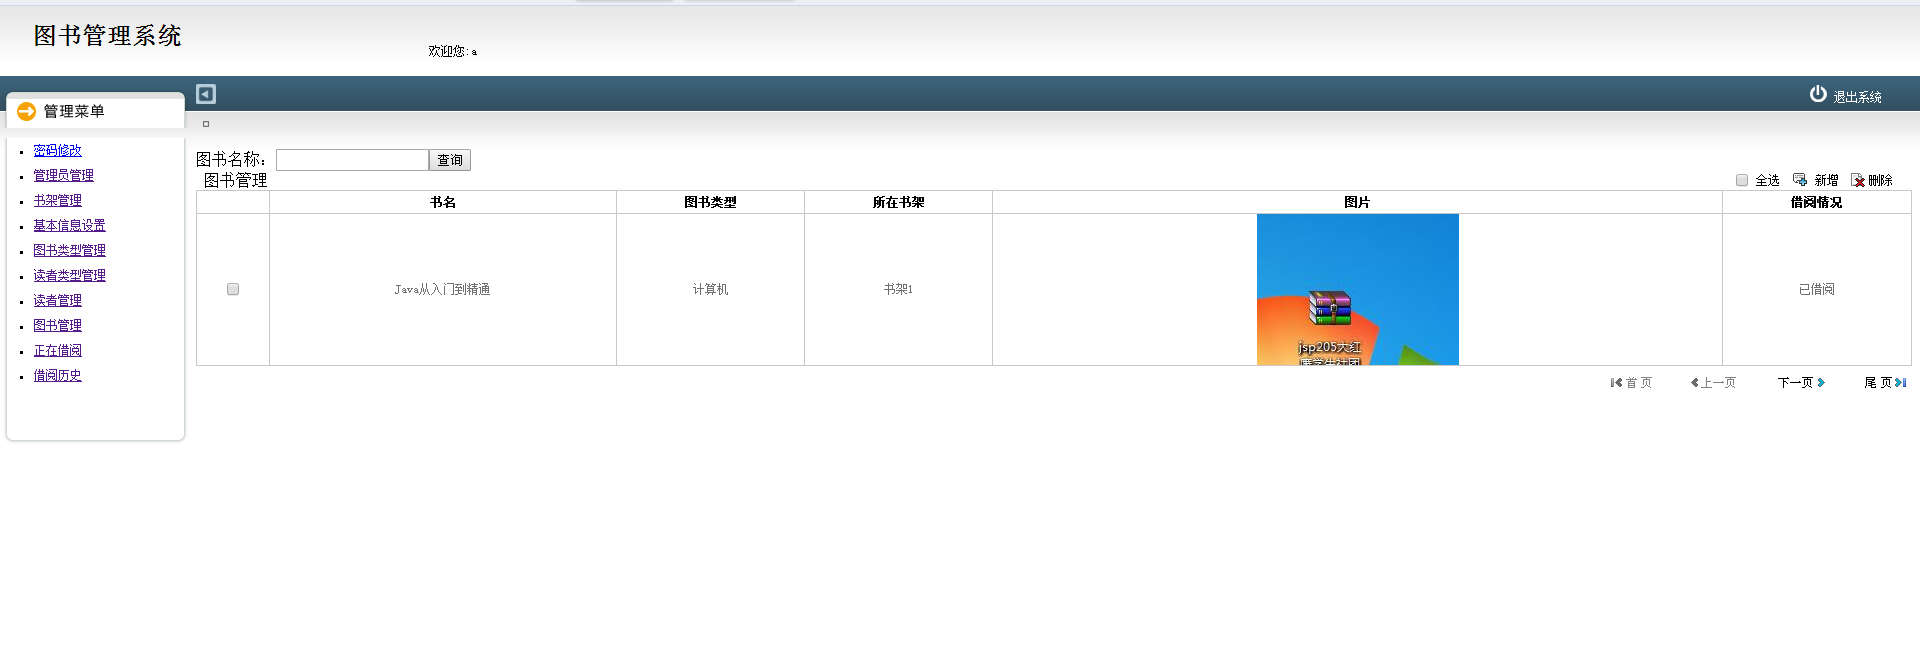 图书管理系统
欢迎您:a
退出系统
管理菜单
密码修改
管理员管理
书架管理
基本信息设置
图书类型管理
读者类型管理
读者管理
图书管理
正在借阅
借阅历史
图书名称： 查询
图书管理 全选 新增 删除
书名 图书类型 所在书架 图片 借阅情况
Java从入门到精通 计算机 书架1 已借阅
jsp205大红
鹰学生社团
首 页 上一页 下一页 尾 页